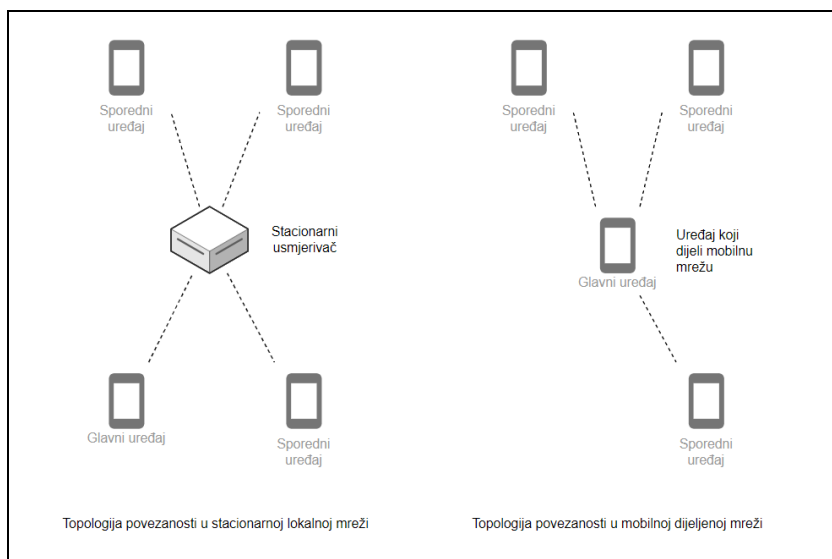 Sporedni
uređaj
Sporedni
uređaj
Stacionarni
usmjerivač
Glavni uređaj
Sporedni
uređaj
Topologija povezanosti u stacionarnoj lokalnoj mreži
Sporedni
uređaj
Sporedni
uređaj
Uređaj koji
dijeli mobilnu
mrežu
Glavni uređaj
Sporedni
uređaj
Topologija povezanosti u mobilnoj dijeljenoj mreži